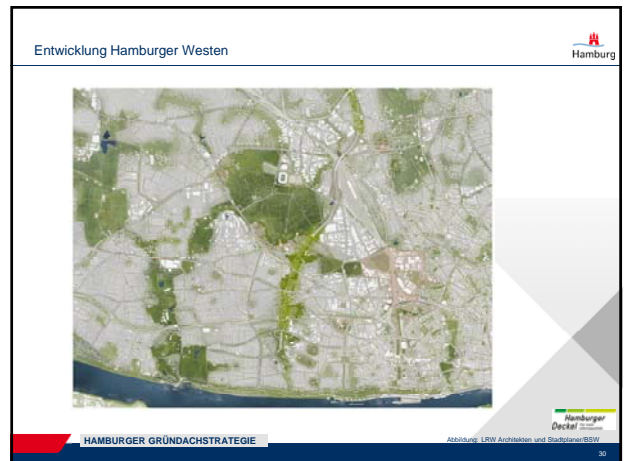 Entwicklung Hamburger Westen
Hamburg
Hamburger
Deckel
HAMBURGER GRÜNDACHSTRATEGIE
Abbildung: LRW Architekten und Stadtplaner/BSW
30